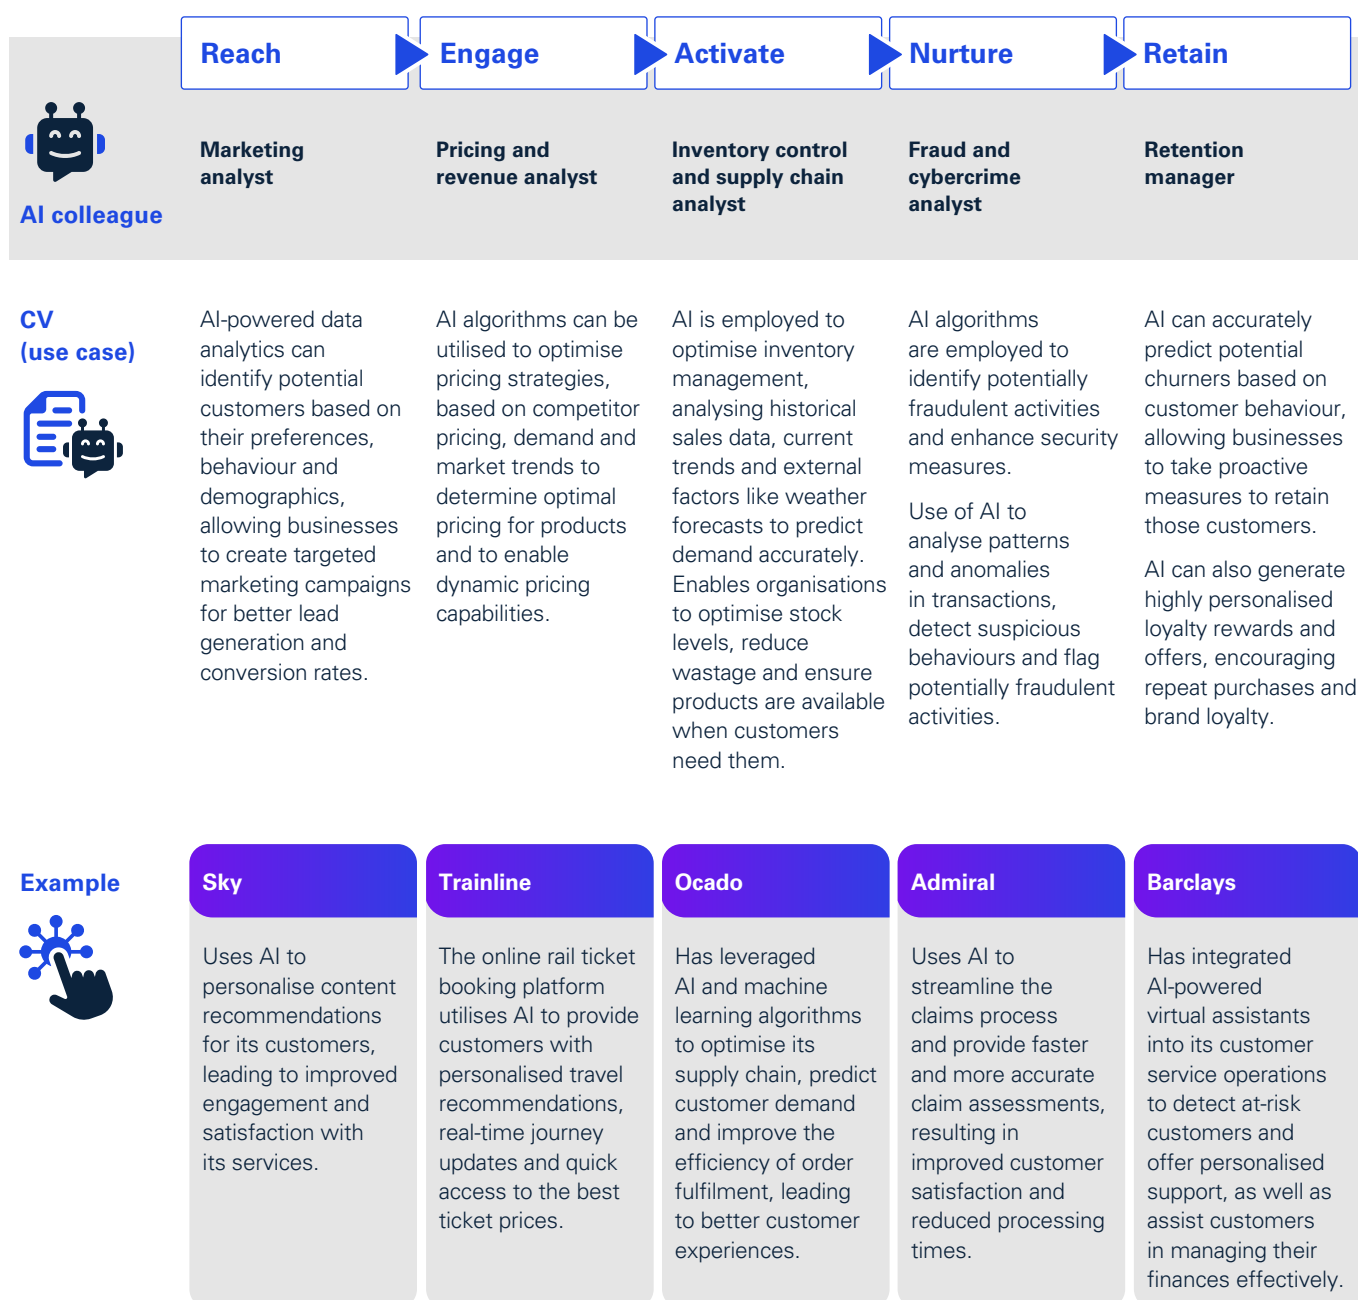 Reach
Engage
Activate
Nurture
Retain
AI colleague
Marketing
analyst
Pricing and
revenue analyst
Inventory control
and supply chain
analyst
Fraud and
cybercrime
analyst
Retention
manager
CV
(use case)
AI-powered data
analytics can
identify potential
customers based on
their preferences,
behaviour and
demographics,
allowing businesses
to create targeted
marketing campaigns
for better lead
generation and
conversion rates.
AI algorithms can be
utilised to optimise
pricing strategies,
based on competitor
pricing, demand and
market trends to
determine optimal
pricing for products
and to enable
dynamic pricing
capabilities.
AI is employed to
optimise inventory
management,
analysing historical
sales data, current
trends and external
factors like weather
forecasts to predict
demand accurately.
Enables organisations
to optimise stock
levels, reduce
wastage and ensure
products are available
when customers
need them.
AI algorithms
are employed to
identify potentially
fraudulent activities
and enhance security
measures.
Use of AI to
analyse patterns
and anomalies
in transactions,
detect suspicious
behaviours and flag
potentially fraudulent
activities.
AI can accurately
predict potential
churners based on
customer behaviour,
allowing businesses
to take proactive
measures to retain
those customers.
AI can also generate
highly personalised
loyalty rewards and
offers, encouraging
repeat purchases and
brand loyalty.
Example
Sky
Uses AI to
personalise content
recommendations
for its customers,
leading to improved
engagement and
satisfaction with
its services.
Trainline
The online rail ticket
booking platform
utilises AI to provide
customers with
personalised travel
recommendations,
real-time journey
updates and quick
access to the best
ticket prices.
Ocado
Has leveraged
AI and machine
learning algorithms
to optimise its
supply chain, predict
customer demand
and improve the
efficiency of order
fulfilment, leading
to better customer
experiences.
Admiral
Uses AI to
streamline the
claims process
and provide faster
and more accurate
claim assessments,
resulting in
improved customer
satisfaction and
reduced processing
times.
Barclays
Has integrated
AI-powered
virtual assistants
into its customer
service operations
to detect at-risk
customers and
offer personalised
support, as well as
assist customers
in managing their
finances effectively.